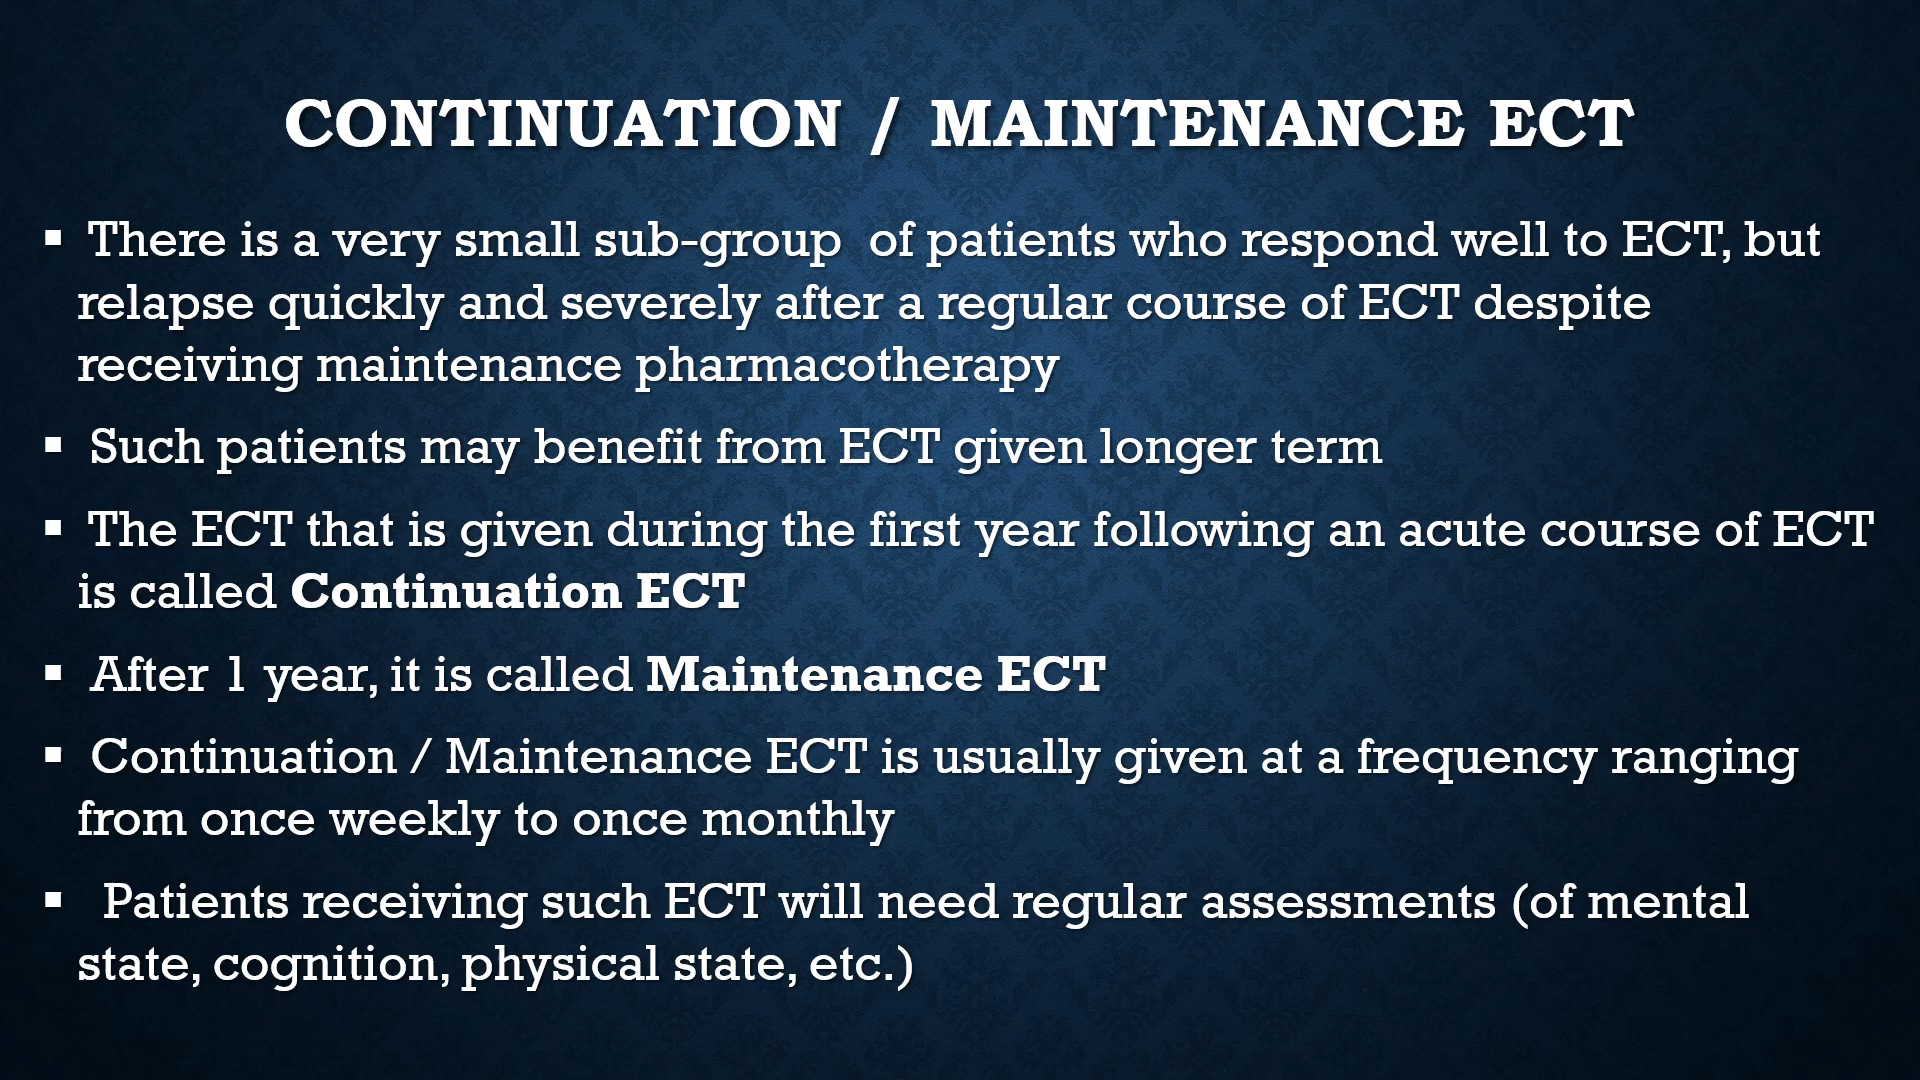 CONTINUATION / MAINTENANCE ECT
▪ There is a very small sub-group of patients who respond well to ECT, but
relapse quickly and severely after a regular course of ECT despite
receiving maintenance pharmacotherapy
▪ Such patients may benefit from ECT given longer term
▪ The ECT that is given during the first year following an acute course of ECT
is called Continuation ECT
▪ After 1 year, it is called Maintenance ECT
▪ Continuation / Maintenance ECT is usually given at a frequency ranging
from once weekly to once monthly
▪ Patients receiving such ECT will need regular assessments (of mental
state, cognition, physical state, etc.)